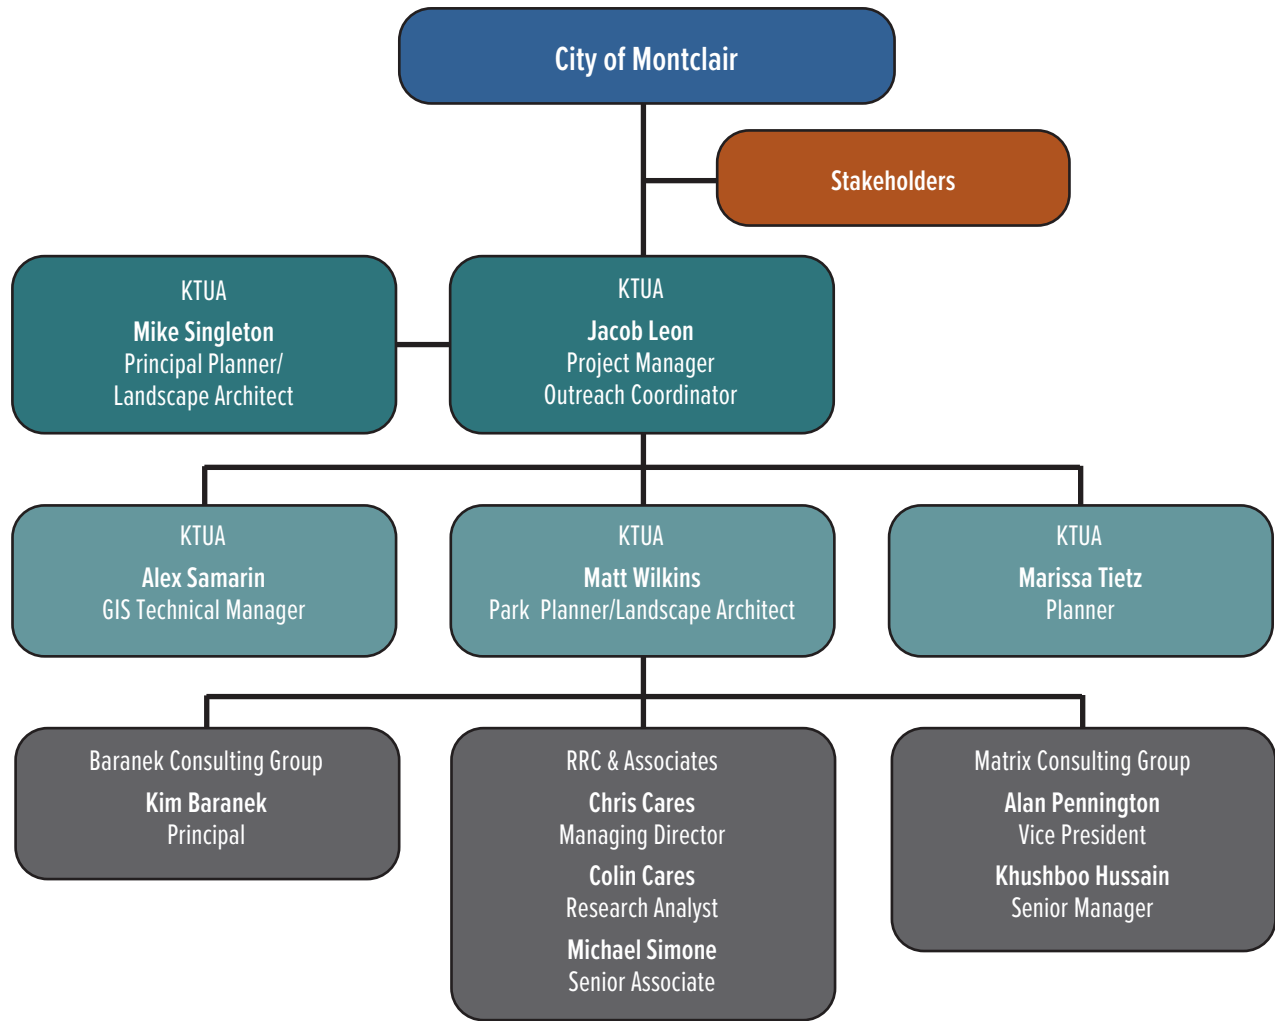 City of Montclair
Stakeholders
KTUA
Mike Singleton
Principal Planner/
Landscape Architect
KTUA
Jacob Leon
Project Manager
Outreach Coordinator
KTUA
Alex Samarin
GIS Technical Manager
KTUA
Matt Wilkins
Park Planner/Landscape Architect
KTUA
Marissa Tietz
Planner
Baranek Consulting Group
Kim Baranek
Principal
RRC & Associates
Chris Cares
Managing Director
Colin Cares
Research Analyst
Michael Simone
Senior Associate
Matrix Consulting Group
Alan Pennington
Vice President
Khushboo Hussain
Senior Manager